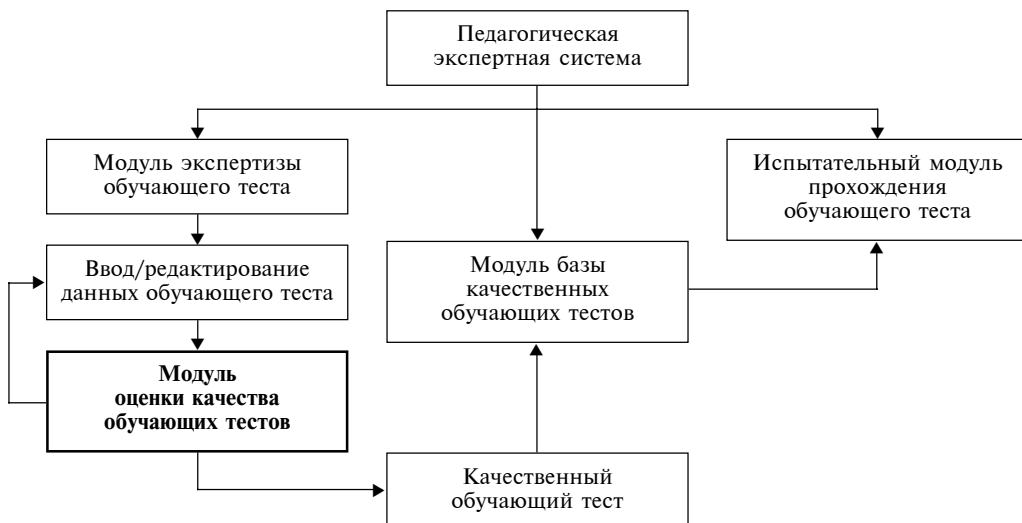 Педагогическая
экспертная система
Модуль экспертизы
обучающего теста
Испытательный модуль
прохождения
обучающего теста
Ввод/редактирование
данных обучающего теста
Модуль базы
качественных
обучающих тестов
Модуль
оценки качества
обучающих тестов
Качественный
обучающий тест